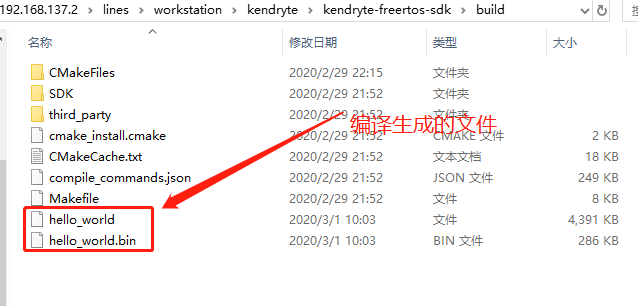 192.168.137.2 › lines › workstation › kendryte › kendryte-freertos-sdk › build
名称 修改日期 类型 大小
CMakeFiles 2020/2/29 22:15 文件夹
SDK 2020/2/29 21:52 文件夹
third_party 2020/2/29 21:52 文件夹
编译生成的文件
cmake_install.cmake 2020/2/29 21:52 CMAKE 文件 2 KB
CMakeCache.txt 2020/2/29 21:52 文本文档 18 KB
compile_commands.json 2020/2/29 21:52 JSON 文件 249 KB
Makefile 2020/2/29 21:52 文件 8 KB
hello_world 2020/3/1 10:03 文件 4,391 KB
hello_world.bin 2020/3/1 10:03 BIN 文件 286 KB